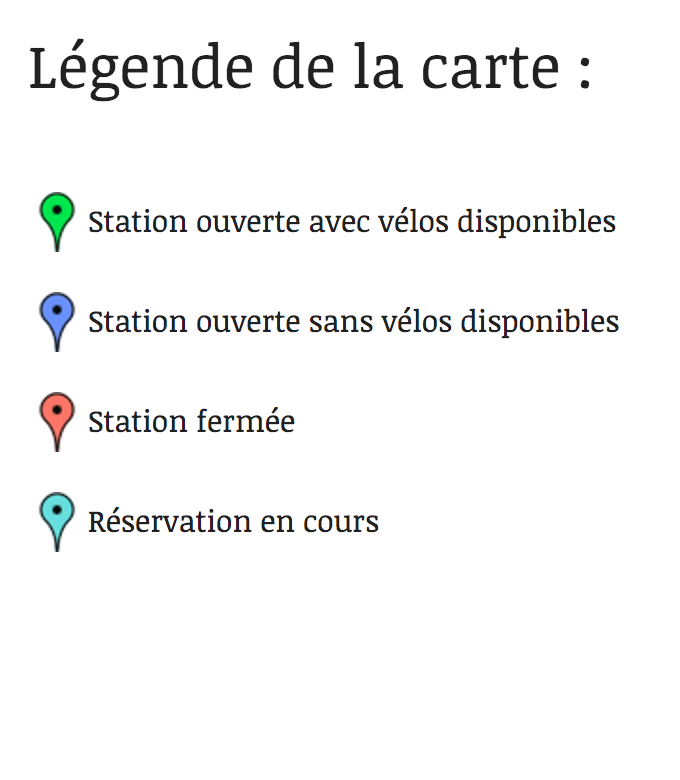 Légende de la carte :
Station ouverte avec vélos disponibles
Station ouverte sans vélos disponibles
Station fermée
Réservation en cours